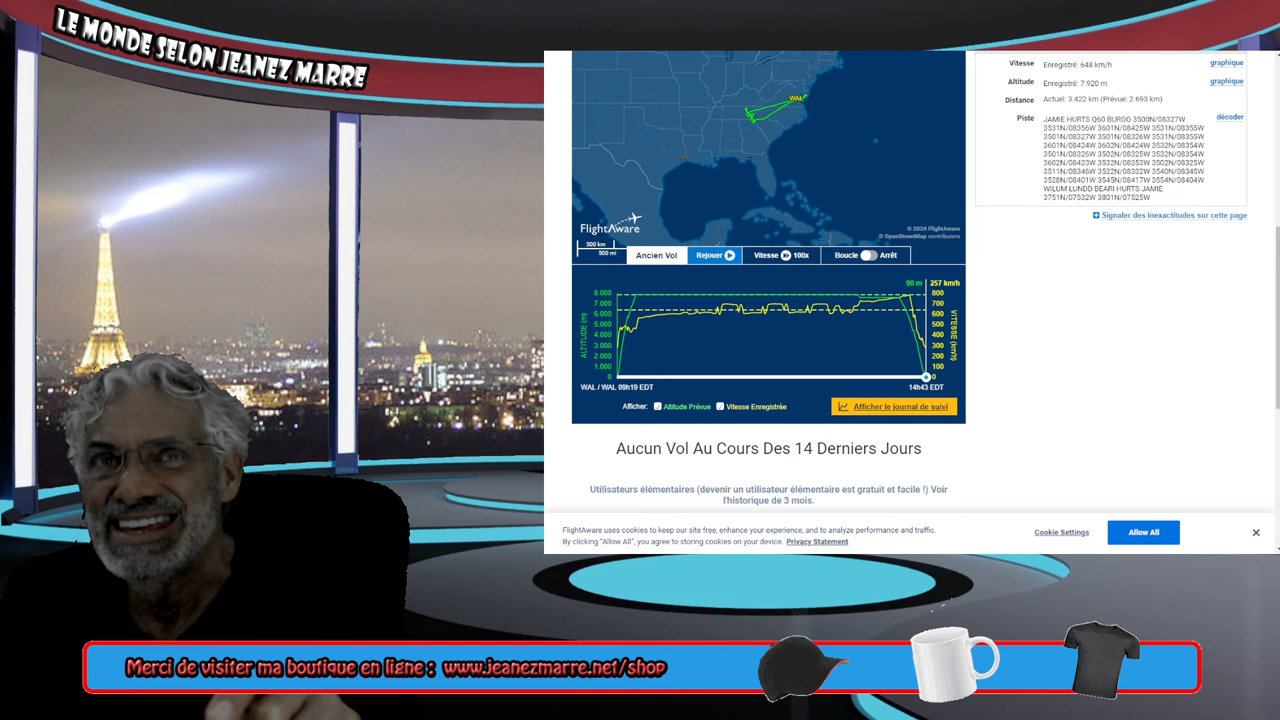 LE MONDE SELON JEANEZ MARRE
WAL
FlightAware
500 km
500 mi
© 2024 FlightAware
© OpenStreetMap contributors
Ancien Vol
Rejouer
Vitesse 100x
Boucle Arrêt
90 m 257 km/h
8.000
7.000
6.000
5.000
4.000
3.000
2.000
1.000
0
ALTITUDE (m)
800
700
600
500
400
300
200
100
0
VITESSE (km/h)
WAL / WAL 09h19 EDT
14h43 EDT
Afficher: Altitude Prévue Vitesse Enregistrée
Afficher le journal de suivi
Vitesse Enregistré: 648 km/h graphique
Altitude Enregistré: 7.920 m graphique
Distance Actuel: 3.422 km (Prévue: 2.693 km)
Piste JAMIE HURTS Q60 BURGG 3500N/08327W décoder
3531N/08356W 3601N/08425W 3531N/08355W
3501N/08327W 3501N/08326W 3531N/08355W
3601N/08424W 3602N/08424W 3532N/08354W
3501N/08326W 3502N/08325W 3532N/08354W
3602N/08423W 3532N/08353W 3502N/08325W
3511N/08346W 3522N/08332W 3540N/08345W
3528N/08401W 3545N/08417W 3554N/08404W
WILUM LUNDD BEARI HURTS JAMIE
3751N/07532W 3801N/07525W
Signaler des inexactitudes sur cette page
Aucun Vol Au Cours Des 14 Derniers Jours
Utilisateurs élémentaires (devenir un utilisateur élémentaire est gratuit et facile !) Voir
l'historique de 3 mois.
FlightAware uses cookies to keep our site free, enhance your experience, and to analyze performance and traffic.
By clicking "Allow All", you agree to storing cookies on your device. Privacy Statement
Cookie Settings
Allow All
Merci de visiter ma boutique en ligne : www.jeanezmarre.net/shop